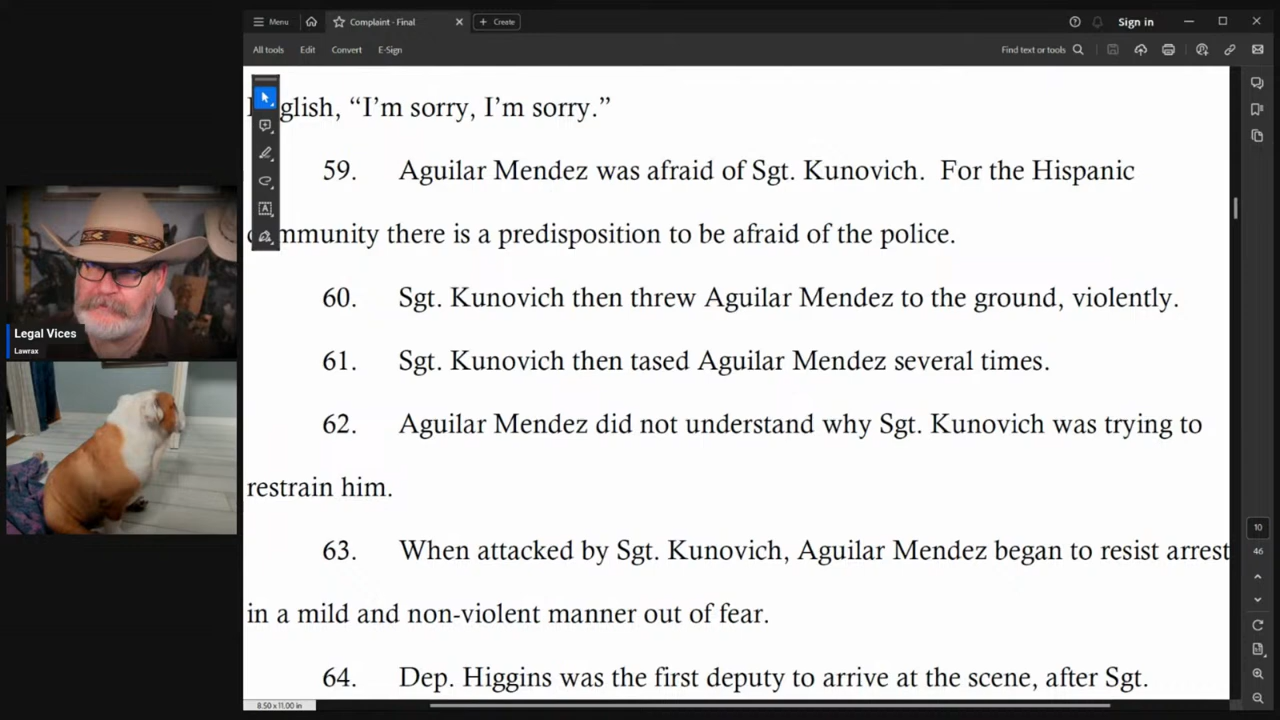 Menu
Complaint - Final
Create
Sign in
All tools
Edit
Convert
E-Sign
Find text or tools
glish, “I’m sorry, I’m sorry.”
59. Aguilar Mendez was afraid of Sgt. Kunovich. For the Hispanic
mmunity there is a predisposition to be afraid of the police.
60. Sgt. Kunovich then threw Aguilar Mendez to the ground, violently.
61. Sgt. Kunovich then tased Aguilar Mendez several times.
62. Aguilar Mendez did not understand why Sgt. Kunovich was trying to
restrain him.
63. When attacked by Sgt. Kunovich, Aguilar Mendez began to resist arrest
in a mild and non-violent manner out of fear.
64. Dep. Higgins was the first deputy to arrive at the scene, after Sgt.
Legal Vices
Lawrax
10
46
8.50 x 11.00 in